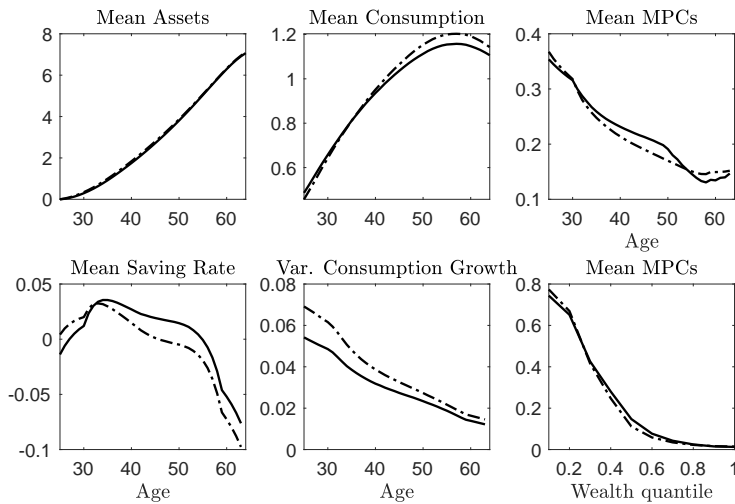 Mean Assets
8
6
4
2
0
30 40 50 60
Mean Consumption
1.2
1
0.8
0.6
30 40 50 60
Mean MPCs
0.4
0.3
0.2
0.1
30 40 50 60
Age
Mean Saving Rate
0.05
0
-0.05
-0.1
30 40 50 60
Age
Var. Consumption Growth
0.08
0.06
0.04
0.02
0
30 40 50 60
Age
Mean MPCs
0.8
0.6
0.4
0.2
0
0.2 0.4 0.6 0.8 1
Wealth quantile